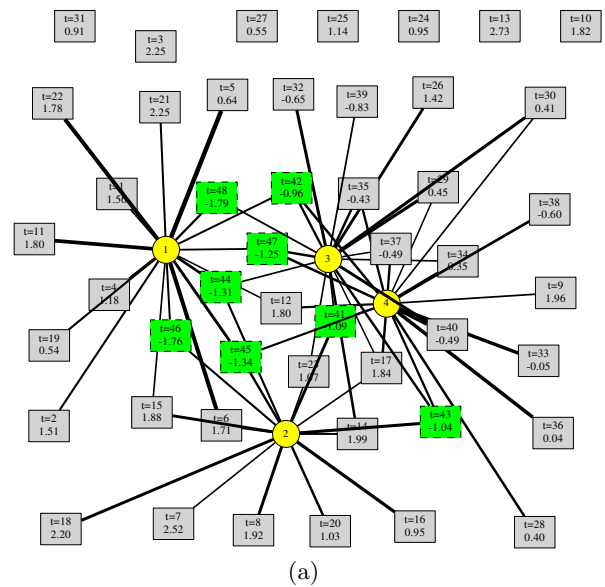 t=31
0.91
t=3
2.25
t=27
0.55
t=25
1.14
t=24
0.95
t=13
2.73
t=10
1.82
t=22
1.78
t=21
2.25
t=5
0.64
t=32
-0.65
t=39
-0.83
t=26
1.42
t=30
0.41
t=1
1.56
t=48
-1.79
t=42
-0.96
t=35
-0.43
t=29
0.45
t=38
-0.60
t=11
1.80
1
t=47
-1.25
3
t=37
-0.49
t=34
0.35
t=4
1.18
t=44
-1.31
t=12
1.80
4
t=9
1.96
t=19
0.54
t=46
-1.76
t=45
-1.34
t=41
-1.09
t=40
-0.49
t=33
-0.05
t=23
1.07
t=17
1.84
t=2
1.51
t=15
1.88
t=6
1.71
2
t=14
1.99
t=43
-1.04
t=36
0.04
t=18
2.20
t=7
2.52
t=8
1.92
t=20
1.03
t=16
0.95
t=28
0.40
(a)